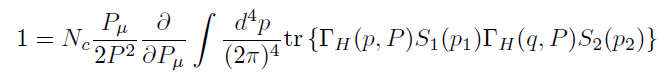 $$1 = N_c \frac{P_\mu}{2P^2} \frac{\partial}{\partial P_\mu} \int \frac{d^4p}{(2\pi)^4} \mathrm{tr} \left\{ \Gamma_H(p, P) S_1(p_1) \Gamma_H(q, P) S_2(p_2) \right\}$$